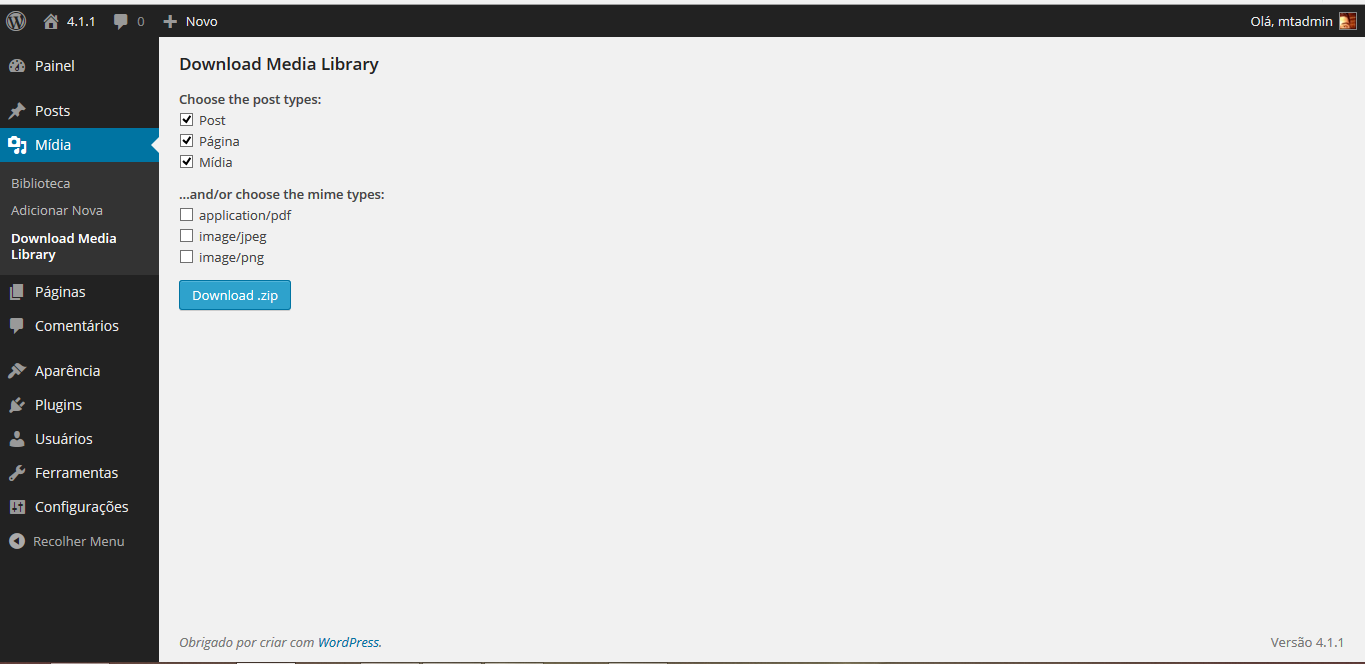 4.1.1 0 Novo Olá, mtadmin
Painel
Posts
Mídia
Biblioteca
Adicionar Nova
Download Media
Library
Páginas
Comentários
Aparência
Plugins
Usuários
Ferramentas
Configurações
Recolher Menu
Download Media Library
Choose the post types:
Post
Página
Mídia
...and/or choose the mime types:
application/pdf
image/jpeg
image/png
Download .zip
Obrigado por criar com WordPress. Versão 4.1.1